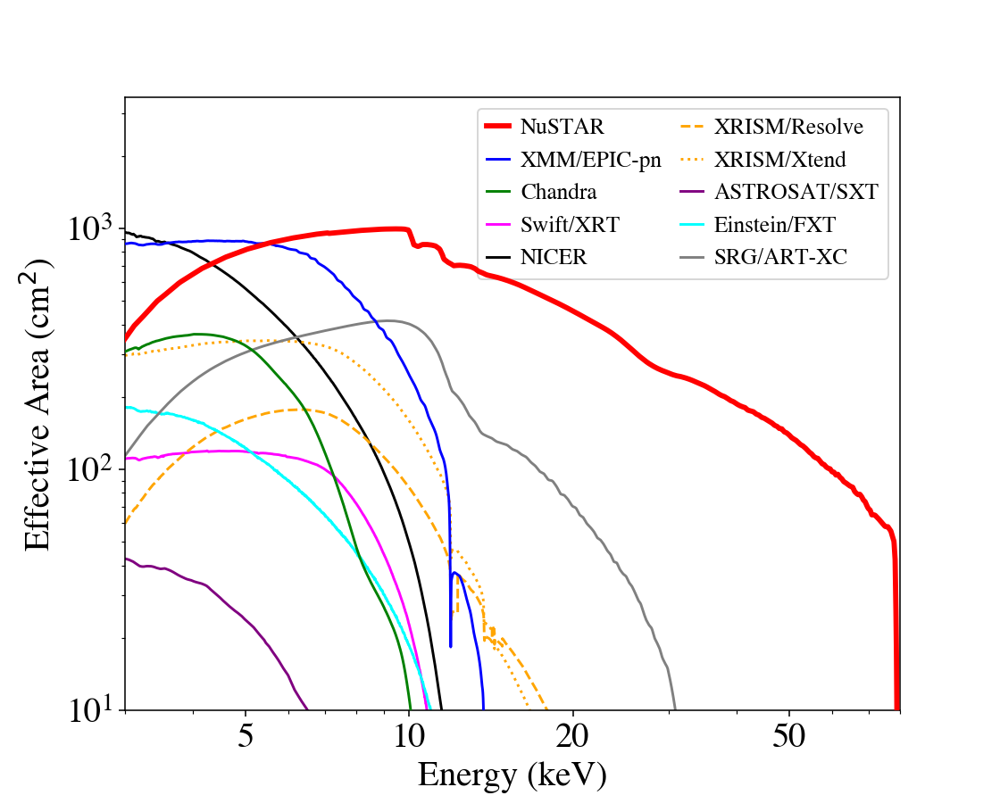 NuSTAR
XMM/EPIC-pn
Chandra
Swift/XRT
NICER
XRISM/Resolve
XRISM/Xtend
ASTROSAT/SXT
Einstein/FXT
SRG/ART-XC
10³
10²
10¹
Effective Area (cm²)
5 10 20 50
Energy (keV)